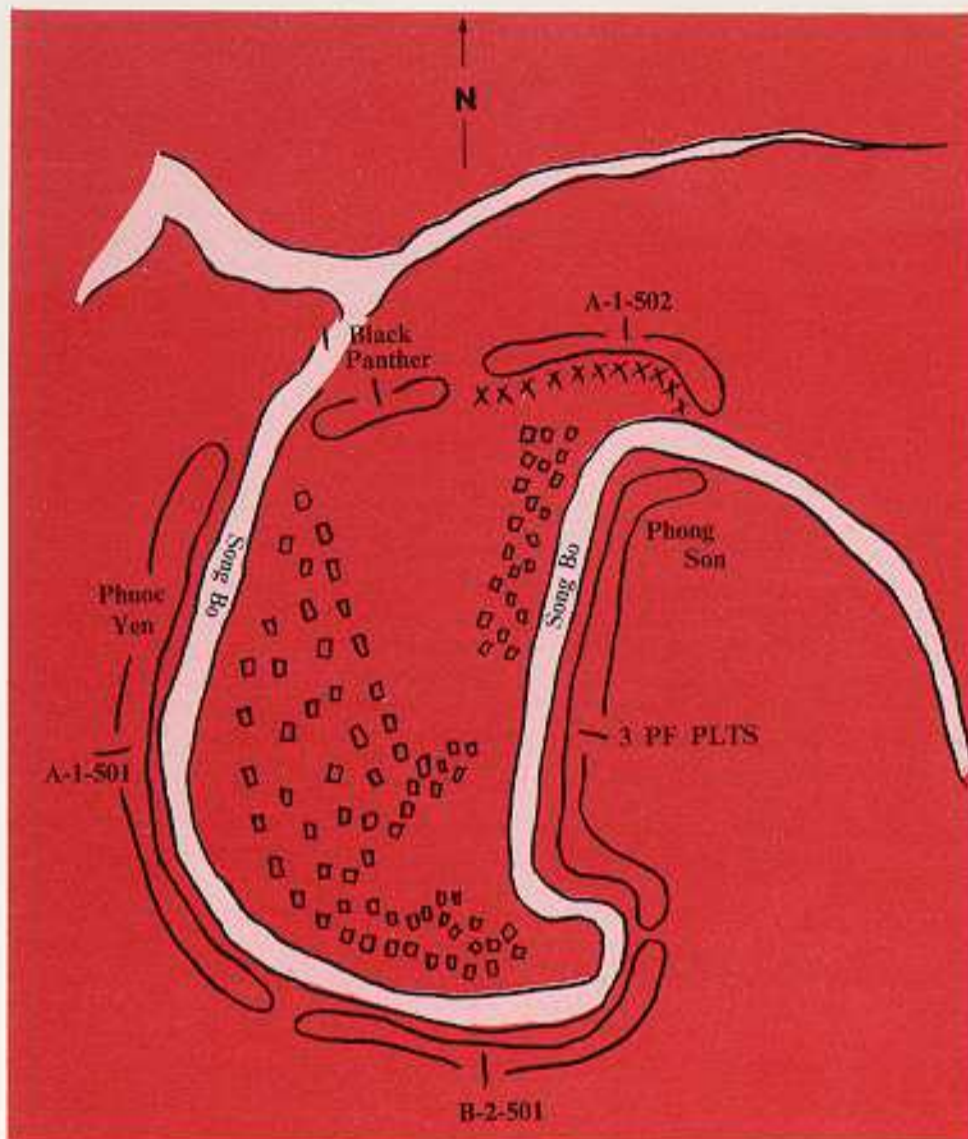 N
A-1-502
Black
Panther
Phong
Son
Song Bo
Song Bo
Phuoc
Yen
3 PF PLTS
A-1-501
B-2-501